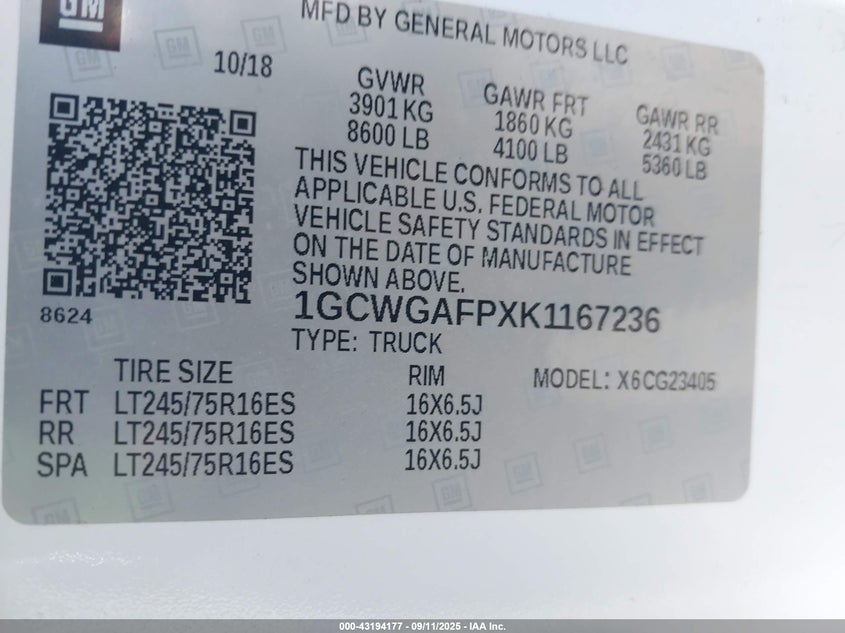 GM
MFD BY GENERAL MOTORS LLC
10/18
GVWR
3901 KG
8600 LB
GAWR FRT
1860 KG
4100 LB
GAWR RR
2431 KG
5360 LB
THIS VEHICLE CONFORMS TO ALL
APPLICABLE U.S. FEDERAL MOTOR
VEHICLE SAFETY STANDARDS IN EFFECT
ON THE DATE OF MANUFACTURE
SHOWN ABOVE.
8624
1GCWGAFPXK1167236
TYPE: TRUCK
TIRE SIZE RIM MODEL: X6CG23405
FRT LT245/75R16ES 16X6.5J
RR LT245/75R16ES 16X6.5J
SPA LT245/75R16ES 16X6.5J
000-43194177 - 09/11/2025 - IAA Inc.